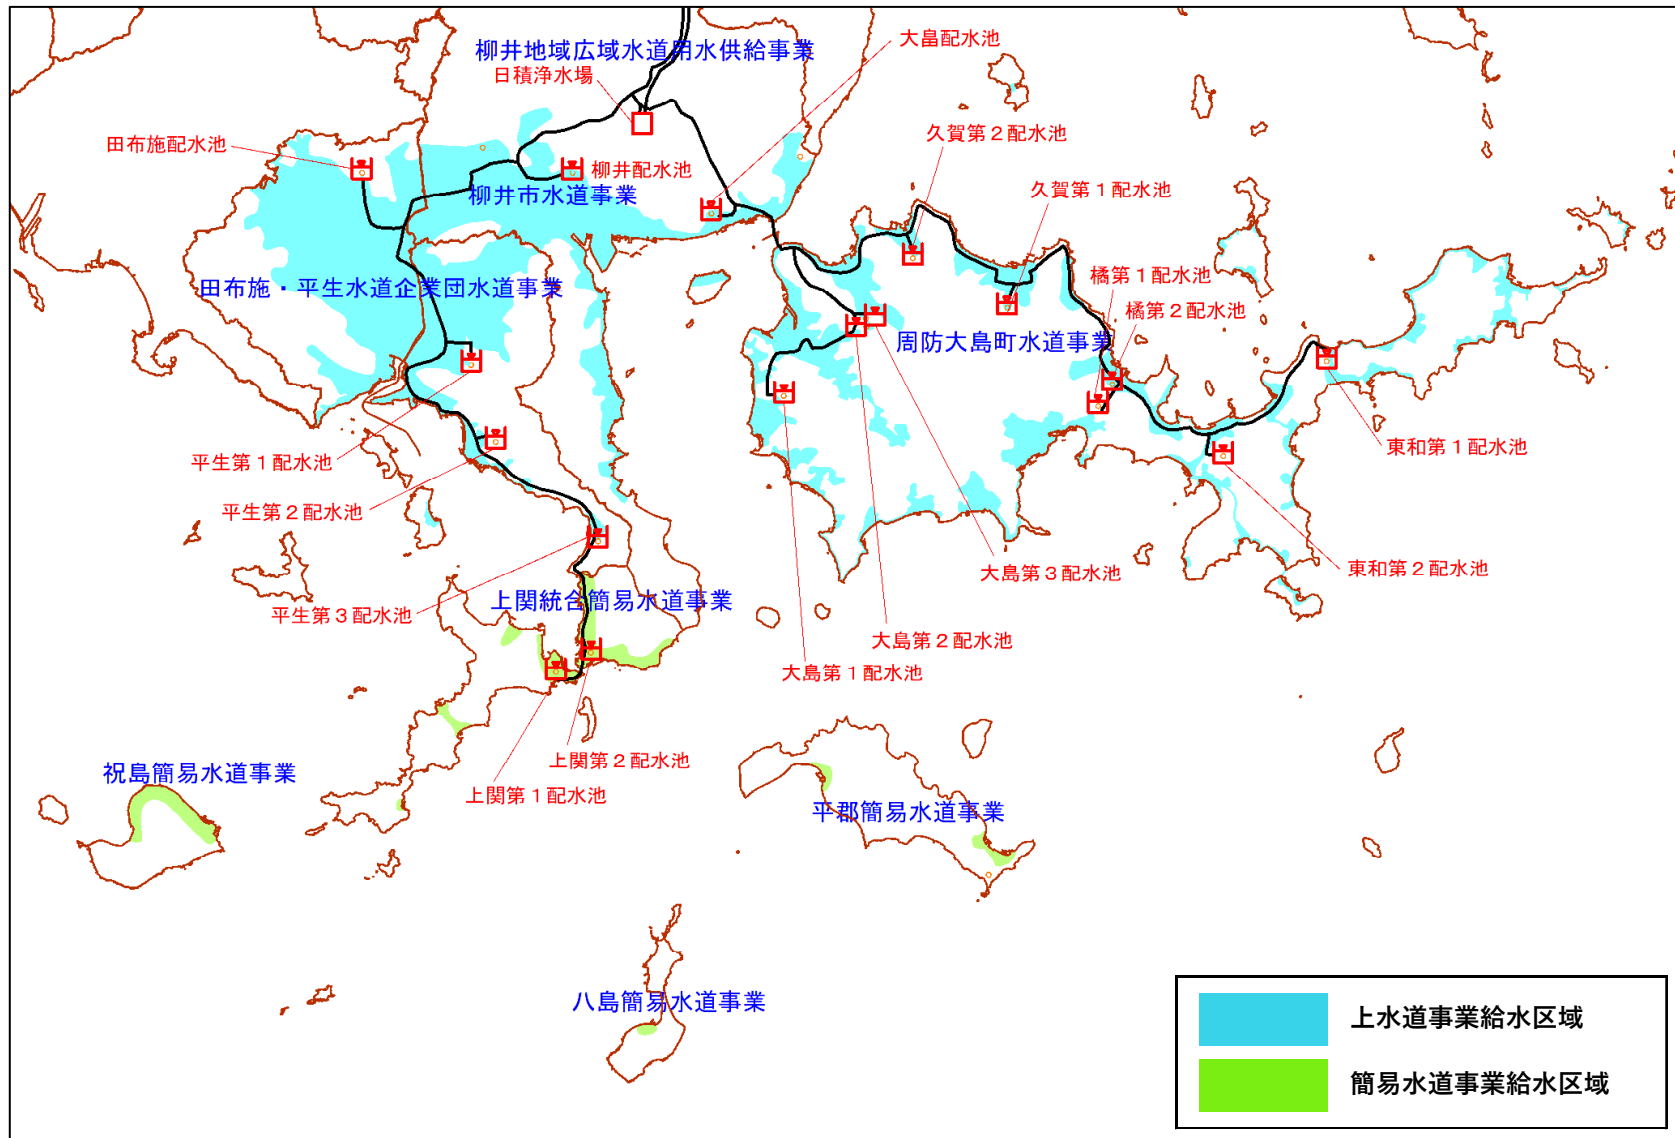 大畠配水池
柳井地域広域水道用水供給事業
日積浄水場
田布施配水池
久賀第２配水池
柳井配水池
久賀第１配水池
柳井市水道事業
橘第１配水池
田布施・平生水道企業団水道事業
橘第２配水池
周防大島町水道事業
東和第１配水池
平生第１配水池
平生第２配水池
東和第２配水池
大島第３配水池
上関統合簡易水道事業
平生第３配水池
大島第２配水池
大島第１配水池
上関第２配水池
祝島簡易水道事業
上関第１配水池
平郡簡易水道事業
八島簡易水道事業
上水道事業給水区域
簡易水道事業給水区域